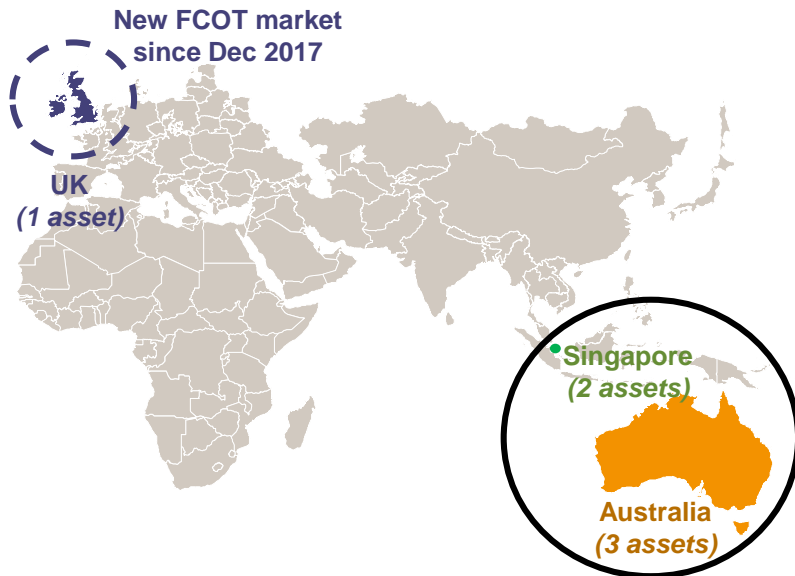 New FCOT market
since Dec 2017
UK
(1 asset)
Singapore
(2 assets)
Australia
(3 assets)